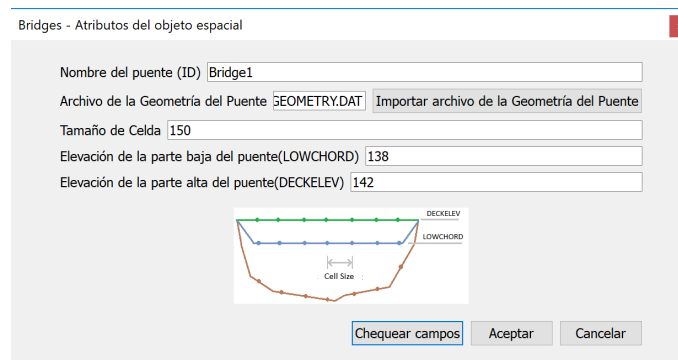 Bridges - Atributos del objeto espacial
Nombre del puente (ID) Bridge1
Archivo de la Geometría del Puente GEOMETRY.DAT Importar archivo de la Geometría del Puente
Tamaño de Celda 150
Elevación de la parte baja del puente(LOWCHORD) 138
Elevación de la parte alta del puente(DECKELEV) 142
DECKELEV
LOWCHORD
Cell Size
Chequear campos Aceptar Cancelar